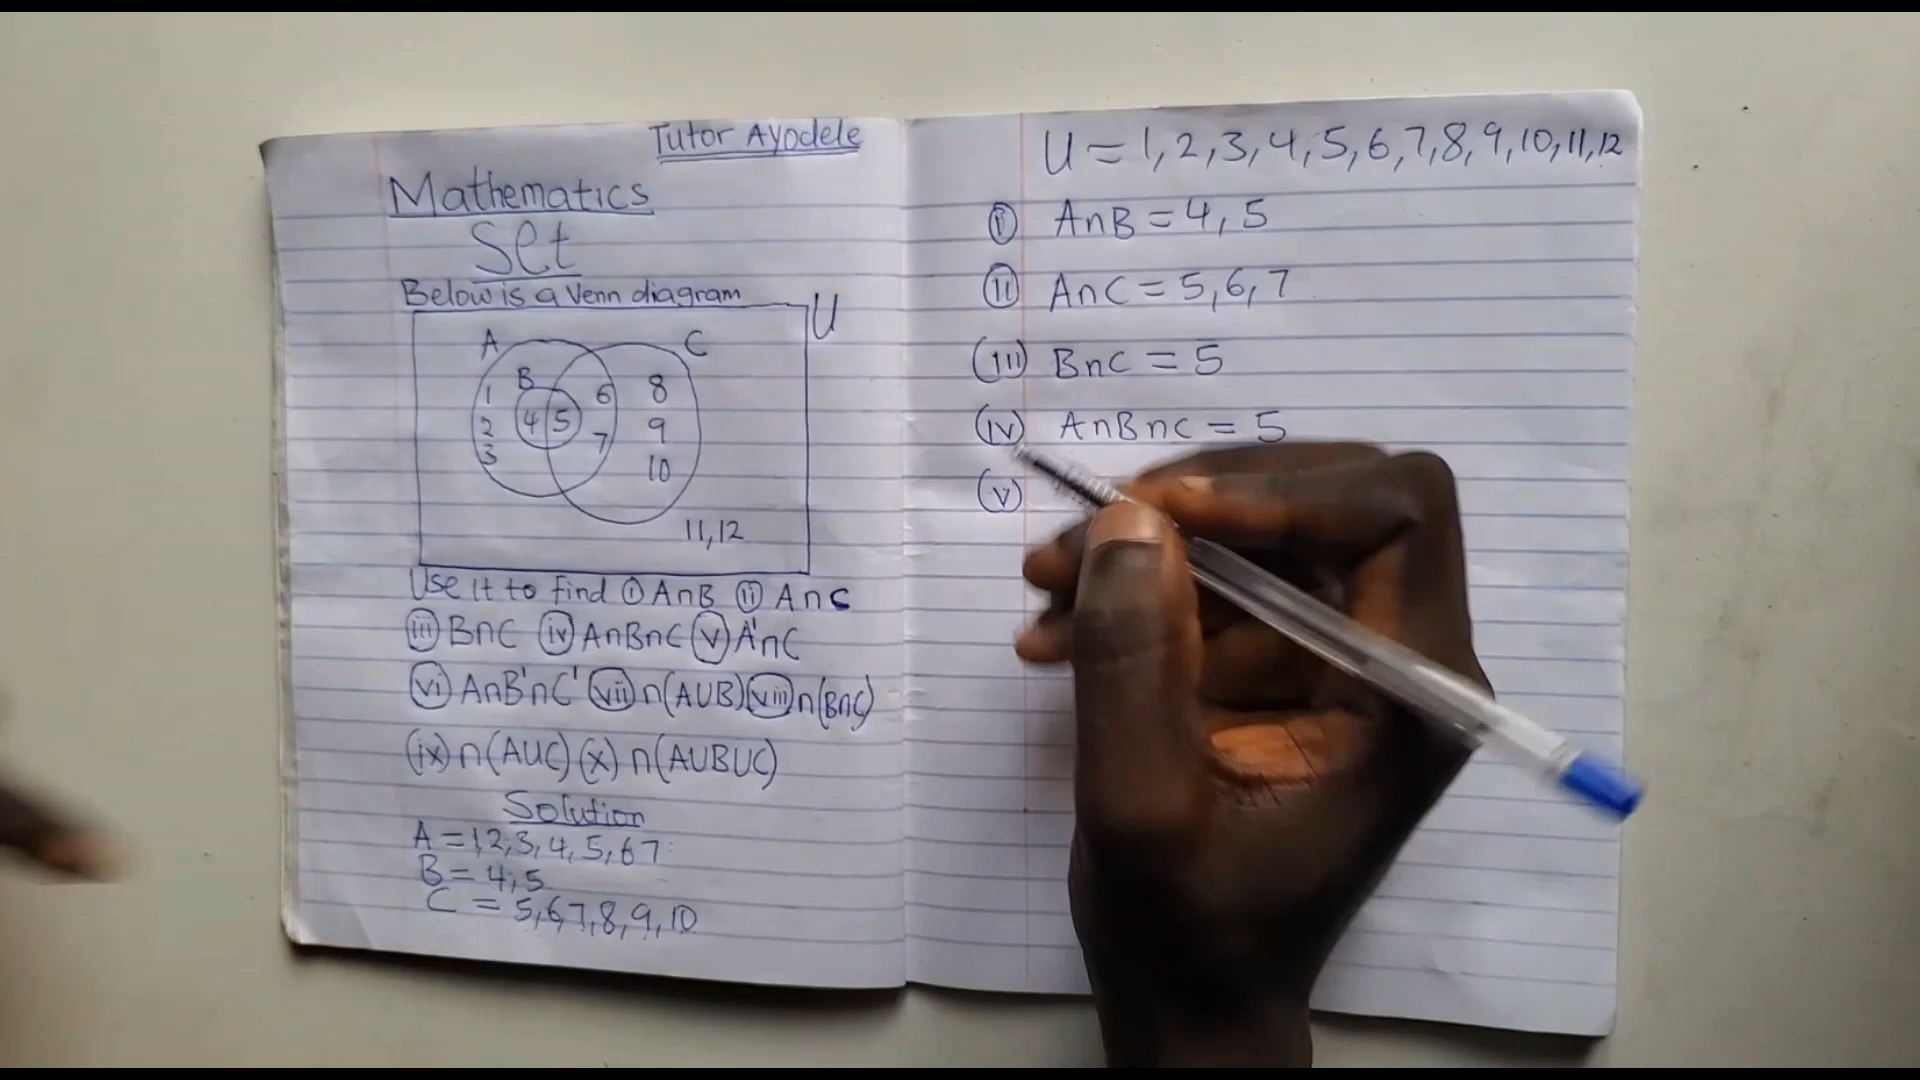 Tutor Ayodele
Mathematics
Set
Below is a Venn diagram
U
A
C
B
1
6
8
4
5
2
9
3
7
10
11,12
Use it to find (i) A∩B (ii) A∩C
(iii) B∩C (iv) A∩B∩C (v) A'∩C
(vi) A∩B'∩C' (vii) n(AUB) (viii) n(B∩C)
(ix) n(AUC) (x) n(AUBUC)
Solution
A = 1,2,3,4,5,6 7
B = 4,5
C = 5,6,7,8,9,10
U = 1,2,3,4,5,6,7,8,9,10,11,12
(i) A∩B = 4, 5
(ii) A∩C = 5,6,7
(iii) B∩C = 5
(iv) A∩B∩C = 5
(v)